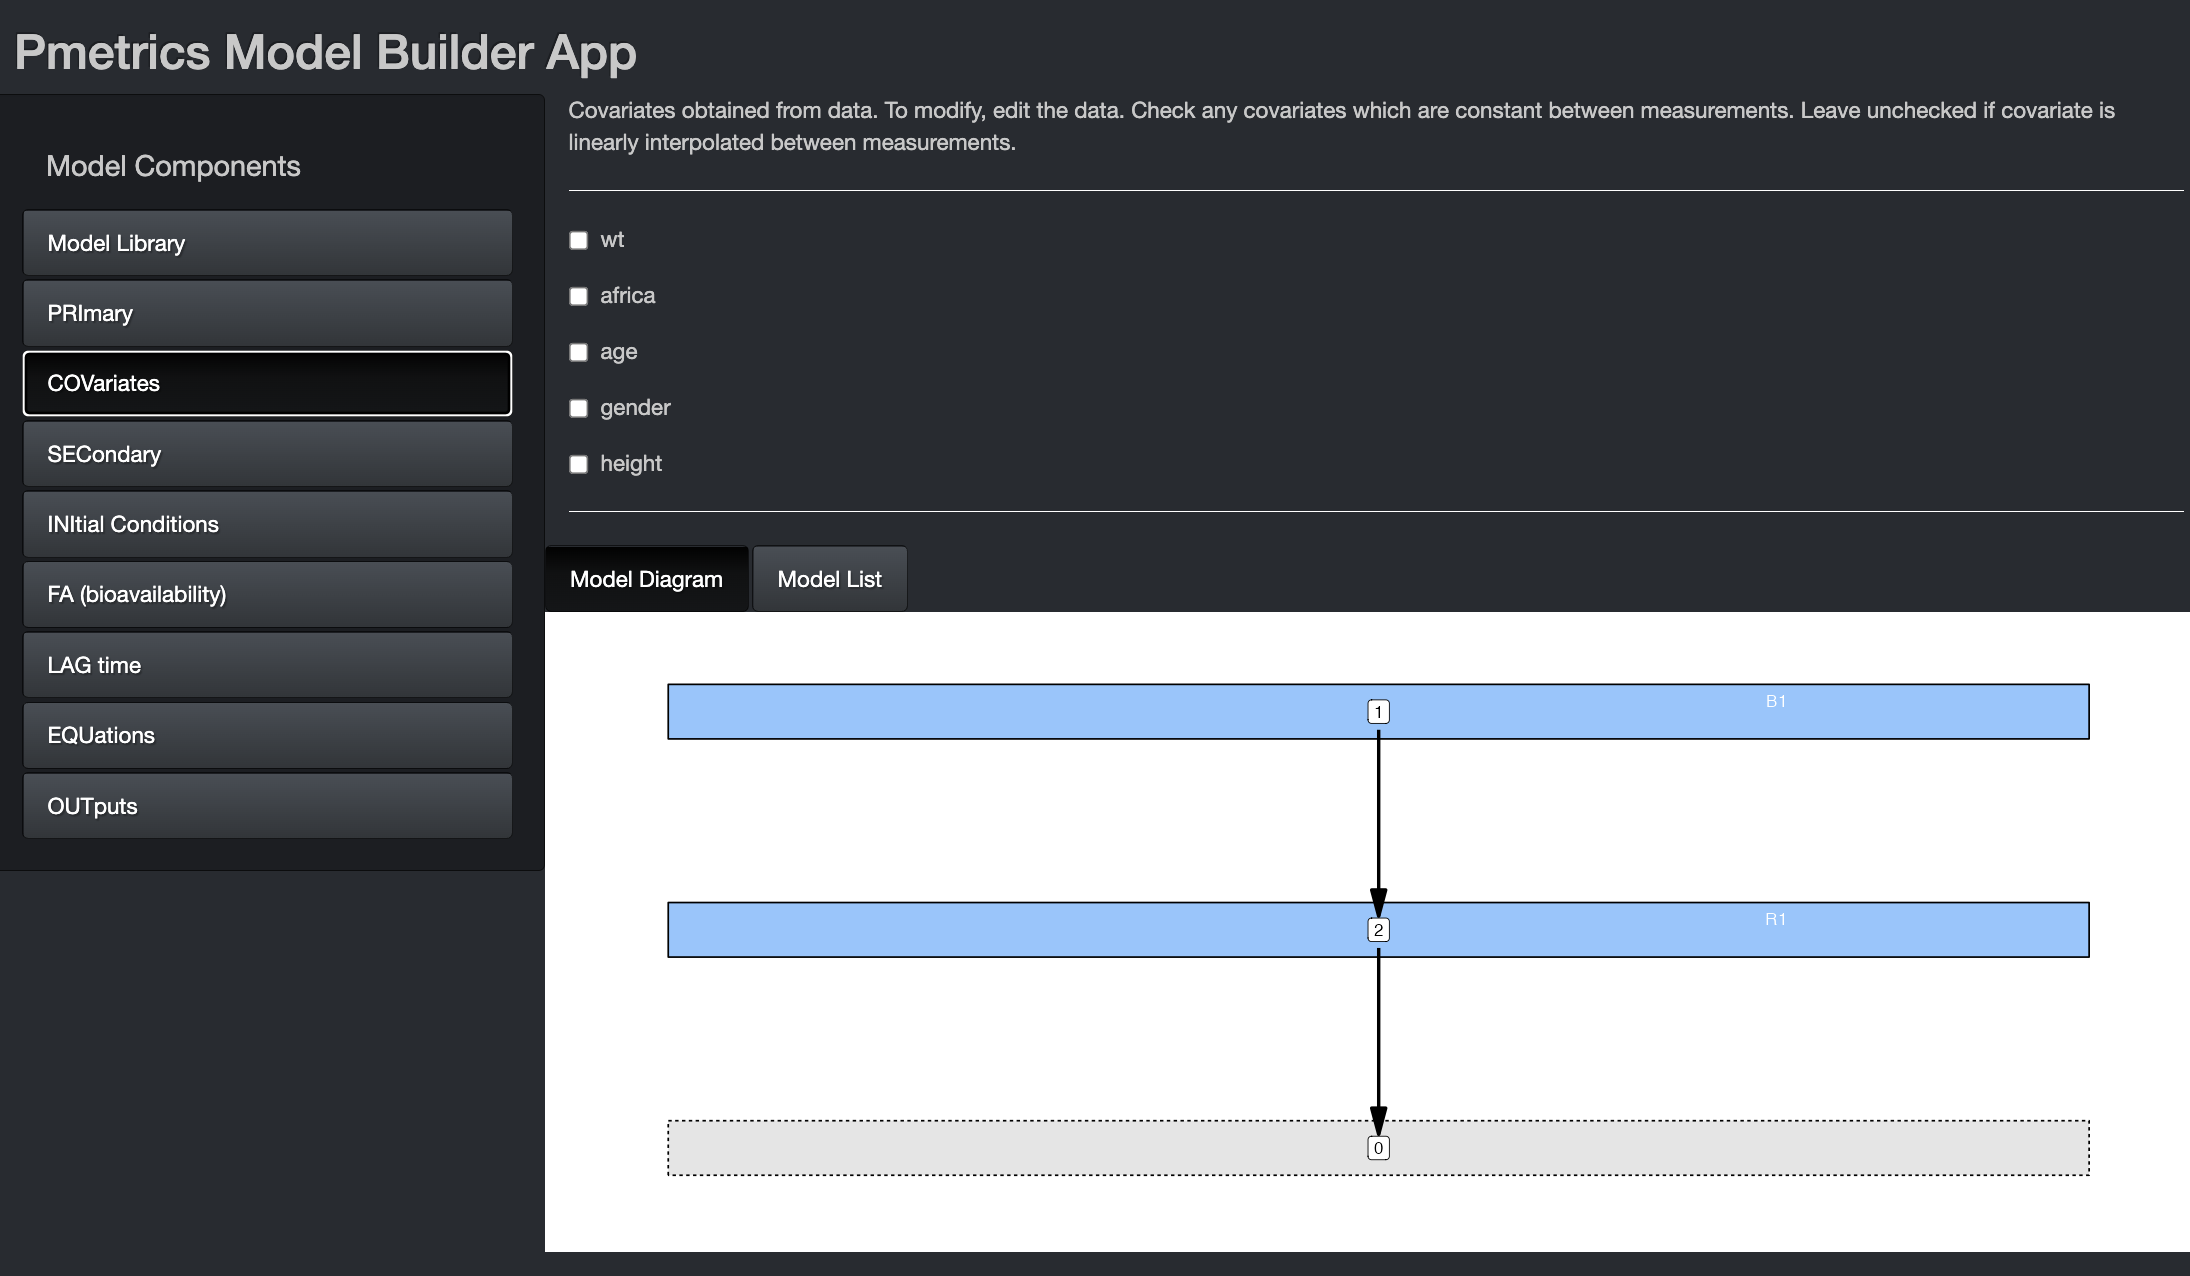 Pmetrics Model Builder App
Model Components
Model Library
PRImary
COVariates
SECondary
INItial Conditions
FA (bioavailability)
LAG time
EQUations
OUTputs
Covariates obtained from data. To modify, edit the data. Check any covariates which are constant between measurements. Leave unchecked if covariate is
linearly interpolated between measurements.
wt
africa
age
gender
height
Model Diagram
Model List
1
B1
2
R1
0